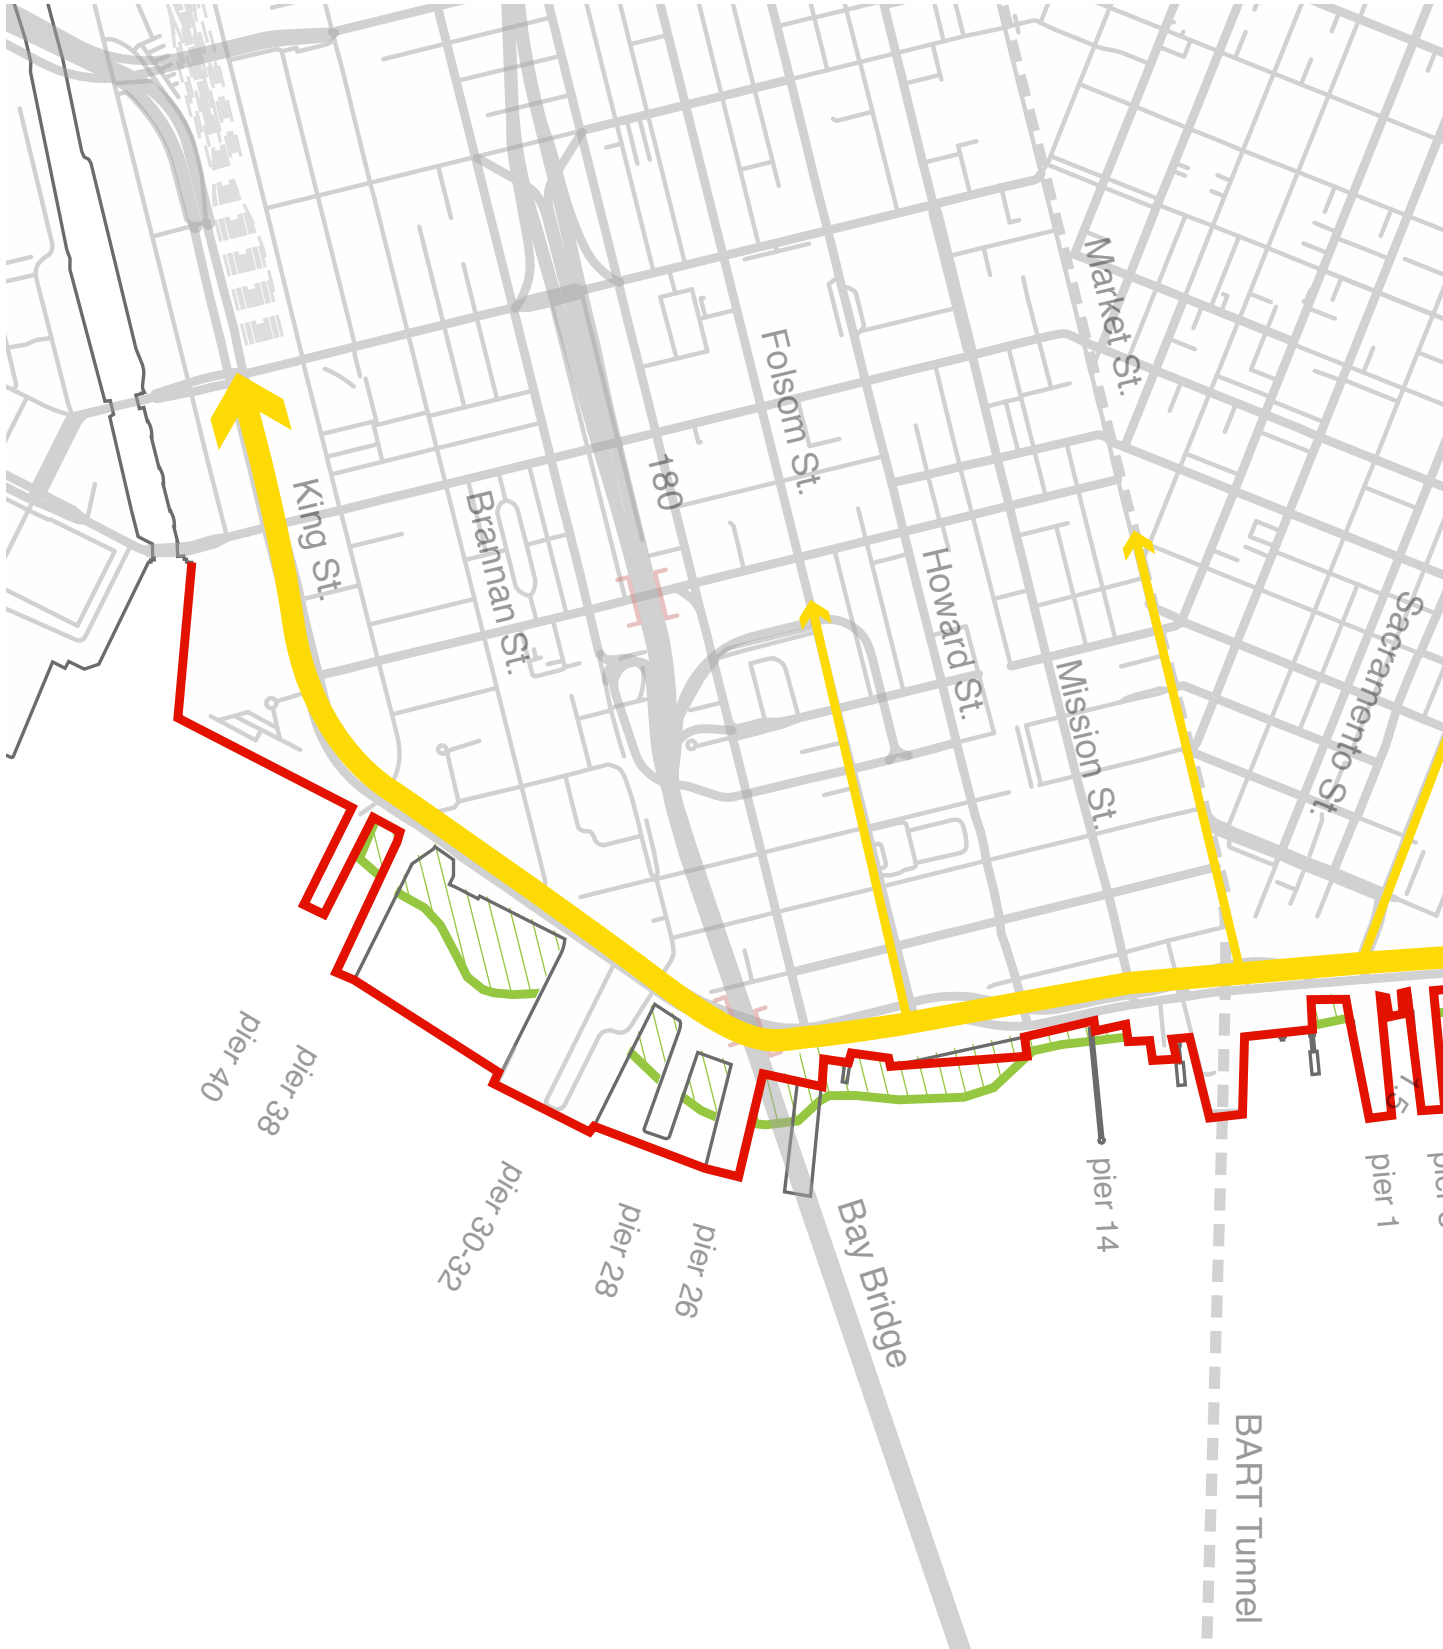 Market St.
Folsom St.
180
King St.
Brannan St.
Howard St.
Mission St.
Sacramento St.
pier 40
pier 38
pier 30-32
pier 28
pier 26
Bay Bridge
pier 14
pier 1
BART Tunnel